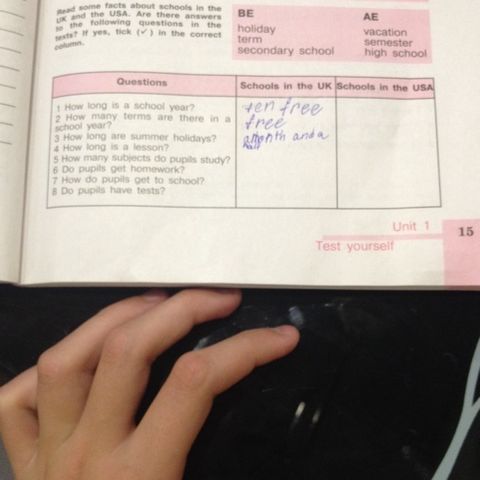 Read some facts about schools in the
UK and the USA. Are there answers
to the following questions in the
texts? If yes, tick (✓) in the correct
column.
BE
holiday
term
secondary school
AE
vacation
semester
high school
Questions
Schools in the UK
Schools in the USA
1 How long is a school year?
2 How many terms are there in a
school year?
3 How long are summer holidays?
4 How long is a lesson?
5 How many subjects do pupils study?
6 Do pupils get homework?
7 How do pupils get to school?
8 Do pupils have tests?
ten free
free
a month and a
half
Unit 1
Test yourself
15